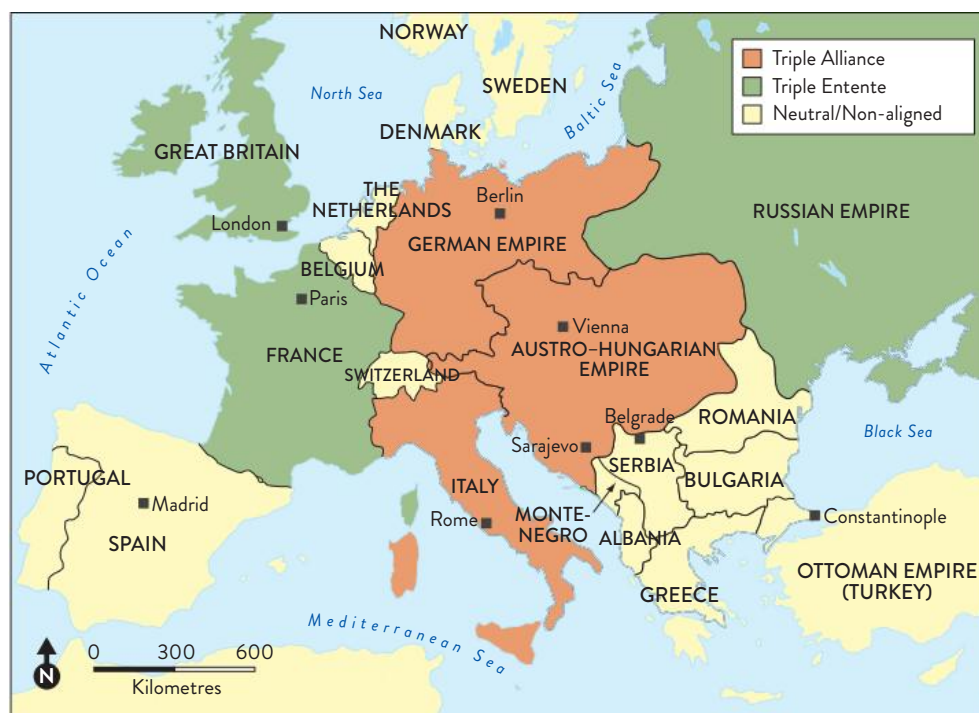 NORWAY
SWEDEN
North Sea
Baltic Sea
DENMARK
Triple Alliance
Triple Entente
Neutral/Non-aligned
GREAT BRITAIN
London
THE
NETHERLANDS
Berlin
GERMAN EMPIRE
RUSSIAN EMPIRE
BELGIUM
Paris
Atlantic Ocean
FRANCE
SWITZERLAND
Vienna
AUSTRO–HUNGARIAN
EMPIRE
Belgrade
ROMANIA
Black Sea
Sarajevo
SERBIA
BULGARIA
PORTUGAL
Madrid
SPAIN
ITALY
Rome
MONTE-
NEGRO
ALBANIA
Constantinople
GREECE
OTTOMAN EMPIRE
(TURKEY)
Mediterranean Sea
N
0 300 600
Kilometres